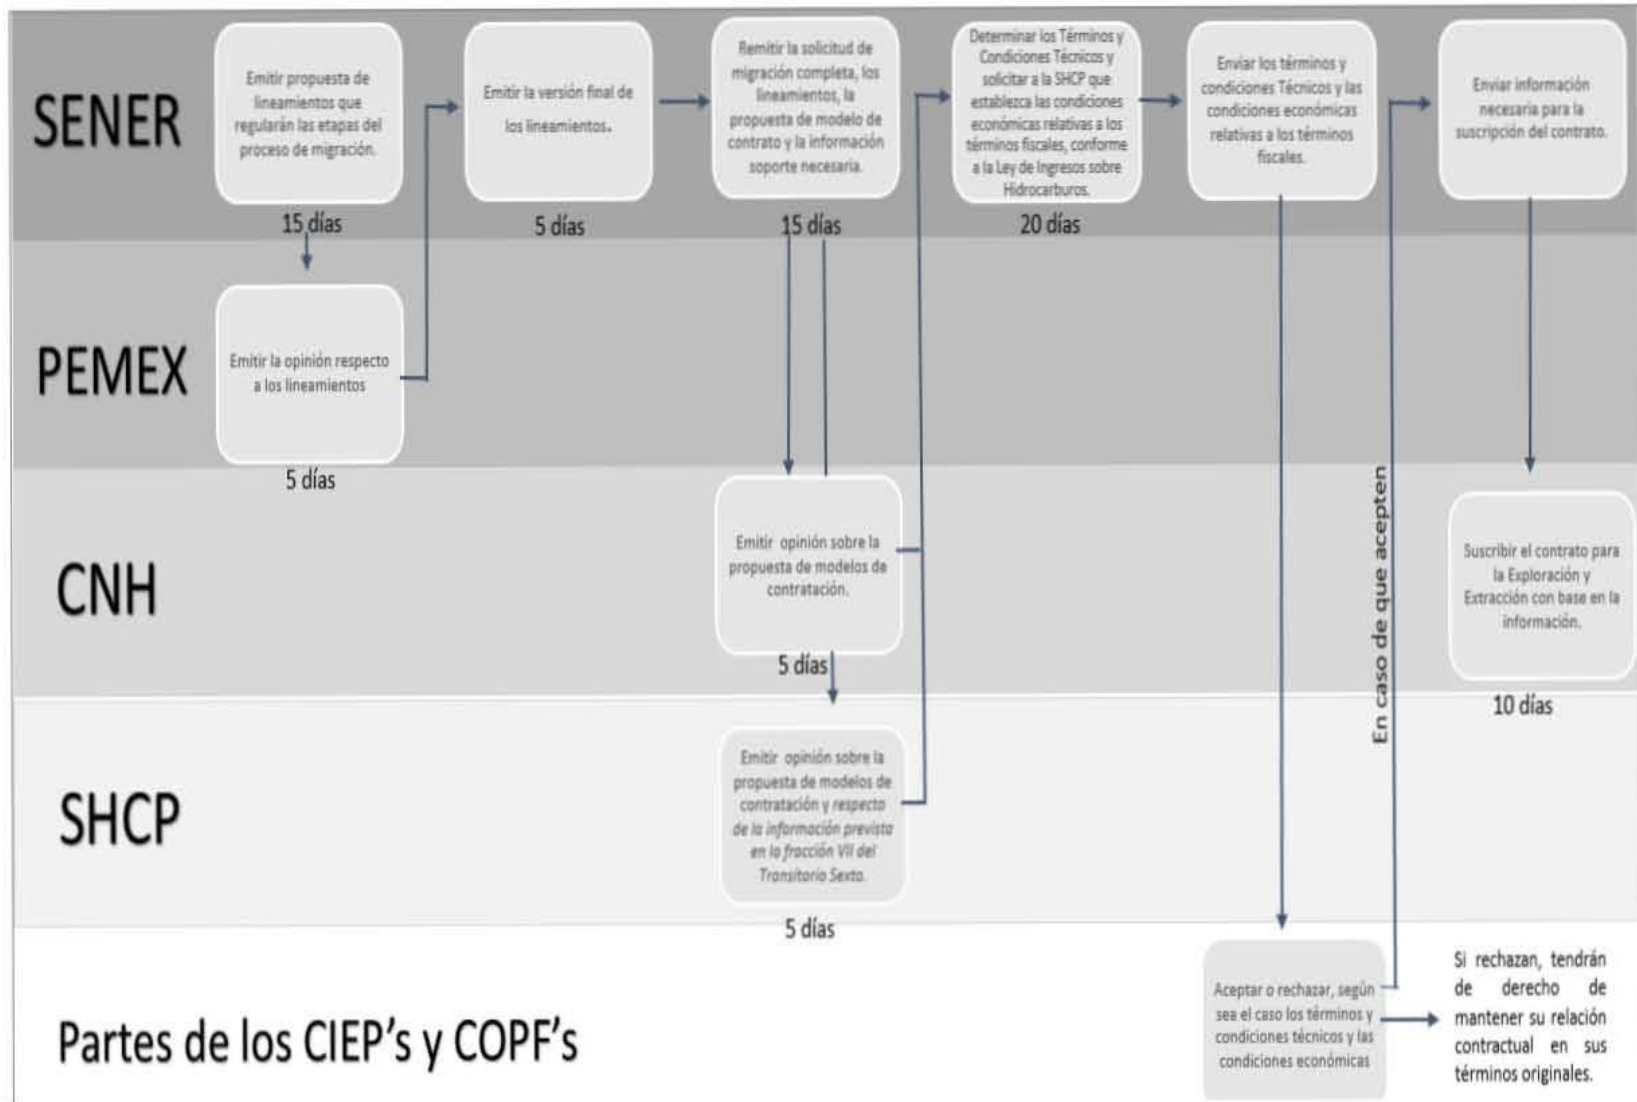 SENER
Emitir propuesta de
lineamientos que
regularán las etapas del
proceso de migración.
15 días
Emitir la versión final de
los lineamientos.
5 días
Remitir la solicitud de
migración completa, los
lineamientos, la
propuesta de modelo de
contrato y la información
soporte necesaria.
15 días
Determinar los Términos y
Condiciones Técnicos y
solicitar a la SHCP que
establezca las condiciones
económicas relativas a los
términos fiscales, conforme
a la Ley de Ingresos sobre
Hidrocarburos.
20 días
Enviar los términos y
condiciones Técnicos y las
condiciones económicas
relativas a los términos
fiscales.
Enviar información
necesaria para la
suscripción del contrato.
PEMEX
Emitir la opinión respecto
a los lineamientos
5 días
CNH
Emitir opinión sobre la
propuesta de modelos de
contratación.
5 días
En caso de que acepten
Suscribir el contrato para
la Exploración y
Extracción con base en la
información.
10 días
SHCP
Emitir opinión sobre la
propuesta de modelos de
contratación y respecto
de la información prevista
en la fracción VII del
Transitorio Sexto.
5 días
Partes de los CIEP's y COPF's
Aceptar o rechazar, según
sea el caso los términos y
condiciones técnicos y las
condiciones económicas
Si rechazan, tendrán
de derecho de
mantener su relación
contractual en sus
términos originales.